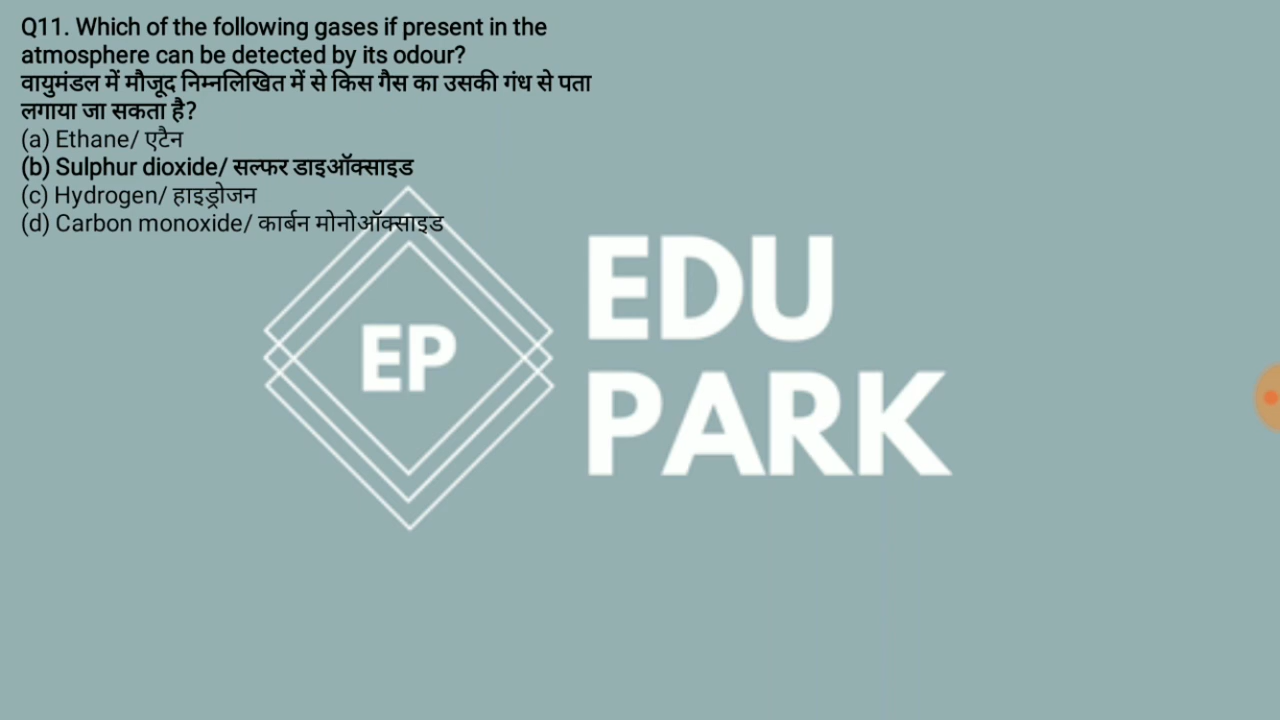 Q11. Which of the following gases if present in the
atmosphere can be detected by its odour?
वायुमंडल में मौजूद निम्नलिखित में से किस गैस का उसकी गंध से पता
लगाया जा सकता है?
(a) Ethane/ एटैन
(b) Sulphur dioxide/ सल्फर डाइऑक्साइड
(c) Hydrogen/ हाइड्रोजन
(d) Carbon monoxide/ कार्बन मोनोऑक्साइड
EP
EDU
PARK